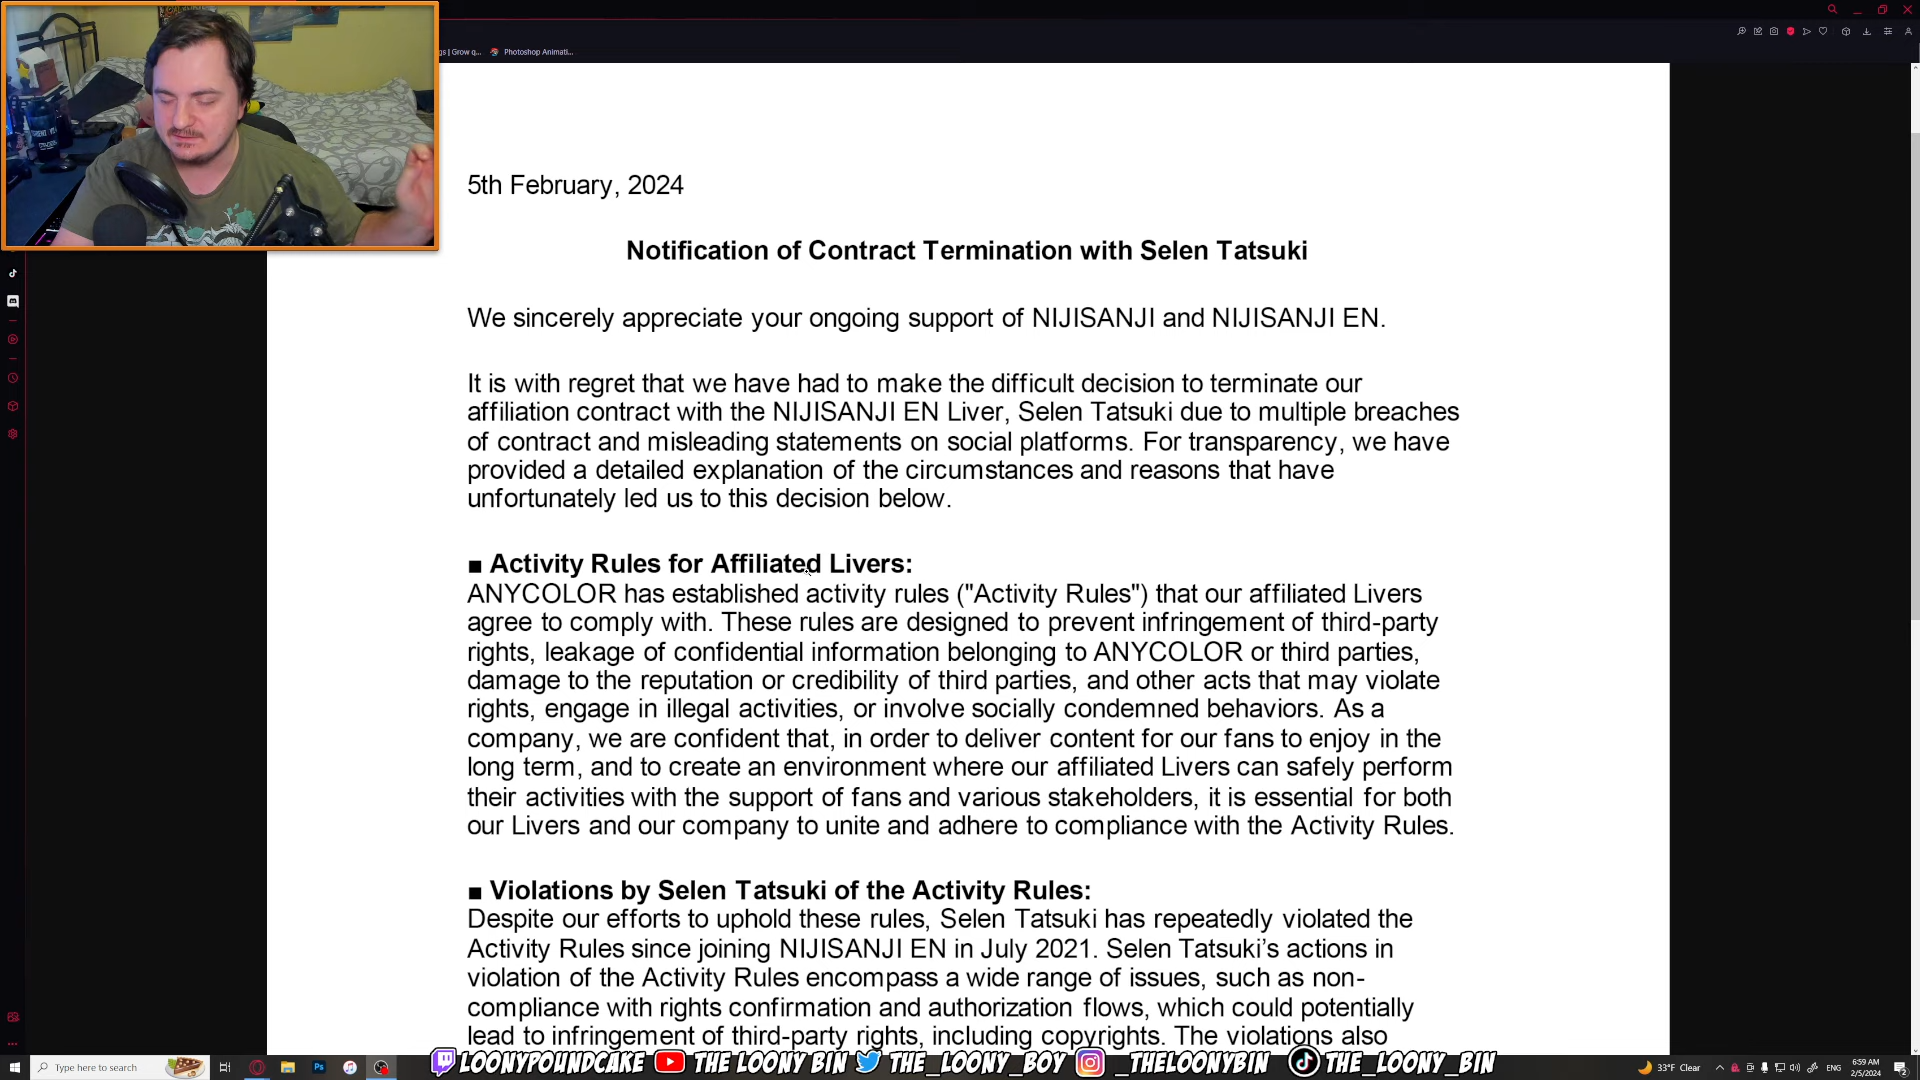 gs | Grow q...
Photoshop Animati...
5th February, 2024
Notification of Contract Termination with Selen Tatsuki
We sincerely appreciate your ongoing support of NIJISANJI and NIJISANJI EN.
It is with regret that we have had to make the difficult decision to terminate our
affiliation contract with the NIJISANJI EN Liver, Selen Tatsuki due to multiple breaches
of contract and misleading statements on social platforms. For transparency, we have
provided a detailed explanation of the circumstances and reasons that have
unfortunately led us to this decision below.
■ Activity Rules for Affiliated Livers:
ANYCOLOR has established activity rules ("Activity Rules") that our affiliated Livers
agree to comply with. These rules are designed to prevent infringement of third-party
rights, leakage of confidential information belonging to ANYCOLOR or third parties,
damage to the reputation or credibility of third parties, and other acts that may violate
rights, engage in illegal activities, or involve socially condemned behaviors. As a
company, we are confident that, in order to deliver content for our fans to enjoy in the
long term, and to create an environment where our affiliated Livers can safely perform
their activities with the support of fans and various stakeholders, it is essential for both
our Livers and our company to unite and adhere to compliance with the Activity Rules.
■ Violations by Selen Tatsuki of the Activity Rules:
Despite our efforts to uphold these rules, Selen Tatsuki has repeatedly violated the
Activity Rules since joining NIJISANJI EN in July 2021. Selen Tatsuki’s actions in
violation of the Activity Rules encompass a wide range of issues, such as non-
compliance with rights confirmation and authorization flows, which could potentially
lead to infringement of third-party rights, including copyrights. The violations also
LOONYPOUNDCAKE THE LOONY BIN THE_LOONY_BOY _THELOONYBIN THE_LOONY_BIN
Type here to search
Ps
33°F Clear
ENG
6:59 AM
2/5/2024
2